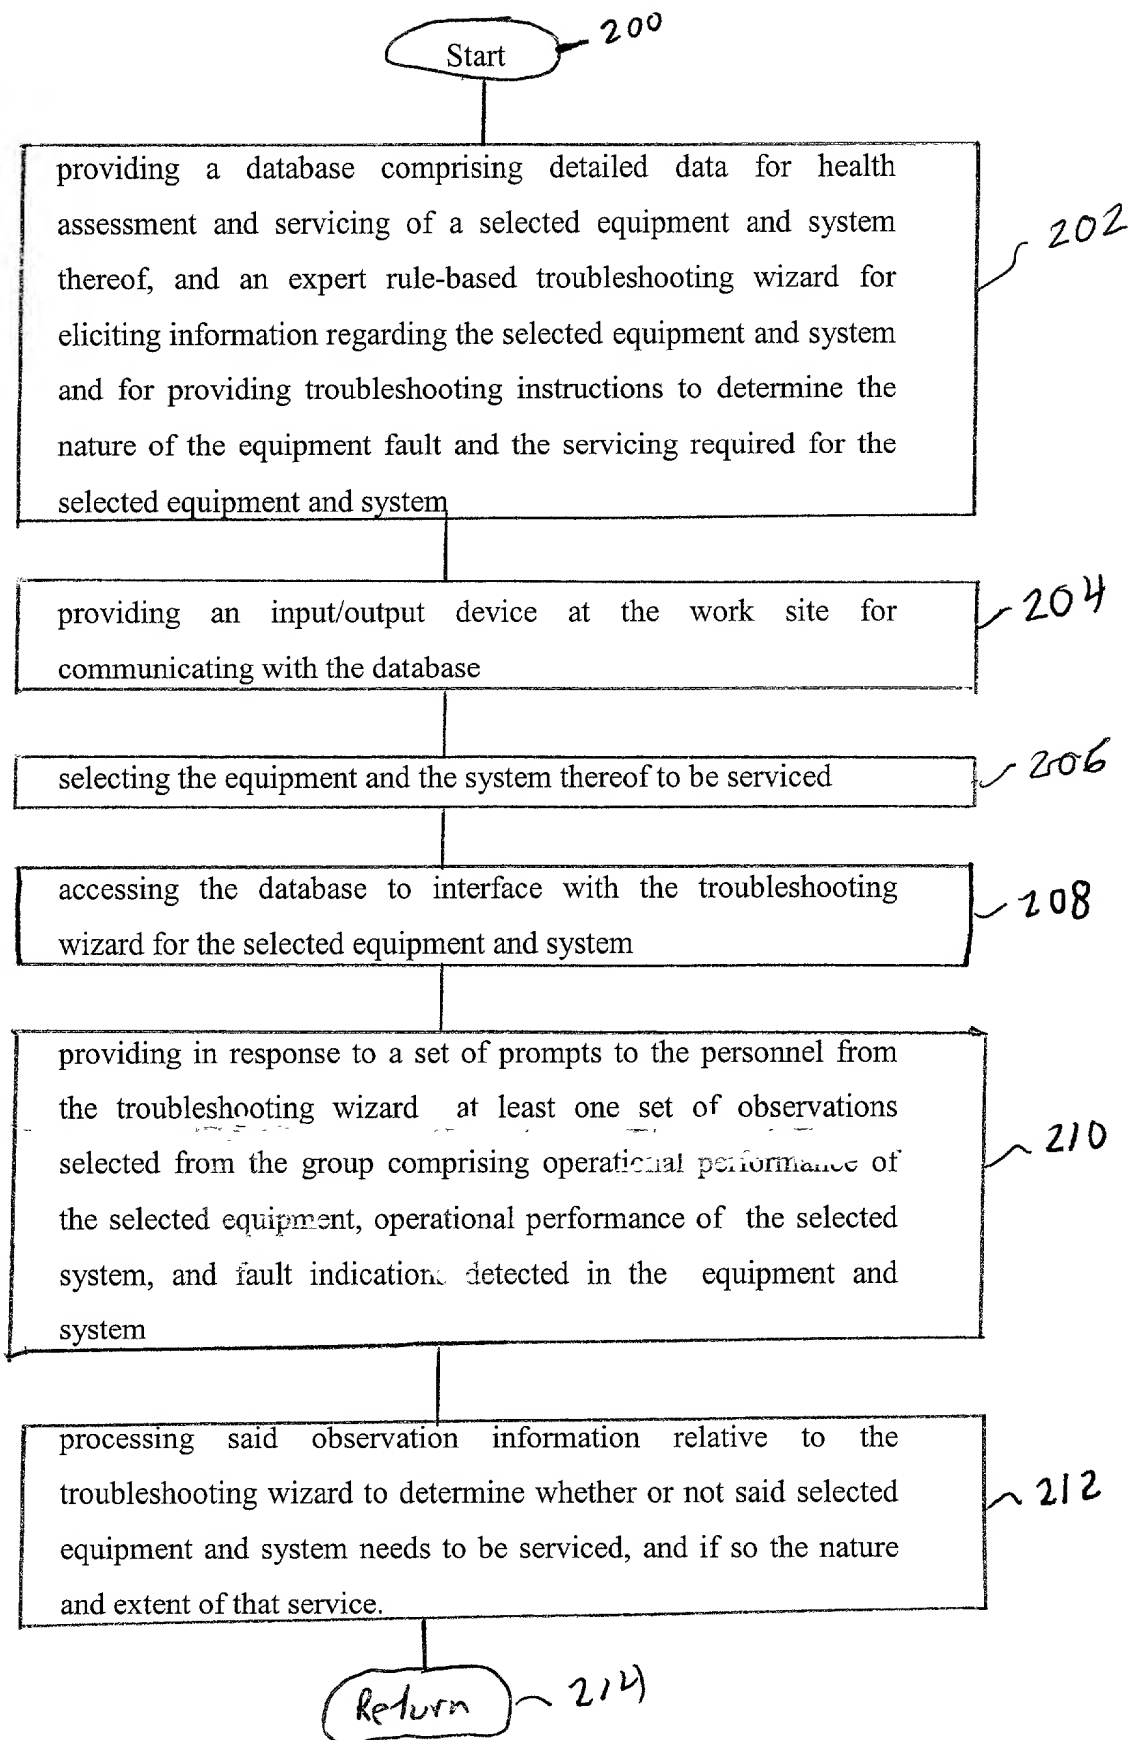 Start
200
providing a database comprising detailed data for health
assessment and servicing of a selected equipment and system
thereof, and an expert rule-based troubleshooting wizard for
eliciting information regarding the selected equipment and system
and for providing troubleshooting instructions to determine the
nature of the equipment fault and the servicing required for the
selected equipment and system
202
providing an input/output device at the work site for
communicating with the database
204
selecting the equipment and the system thereof to be serviced
206
accessing the database to interface with the troubleshooting
wizard for the selected equipment and system
208
providing in response to a set of prompts to the personnel from
the troubleshooting wizard at least one set of observations
selected from the group comprising operational performance of
the selected equipment, operational performance of the selected
system, and fault indications detected in the equipment and
system
210
processing said observation information relative to the
troubleshooting wizard to determine whether or not said selected
equipment and system needs to be serviced, and if so the nature
and extent of that service.
212
Return
214